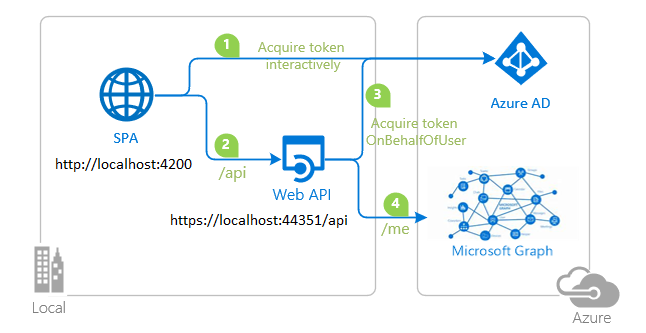 1
Acquire token
interactively
Azure AD
SPA
http://localhost:4200
2
/api
3
Acquire token
OnBehalfOfUser
Web API
https://localhost:44351/api
4
/me
Microsoft Graph
Local
Azure